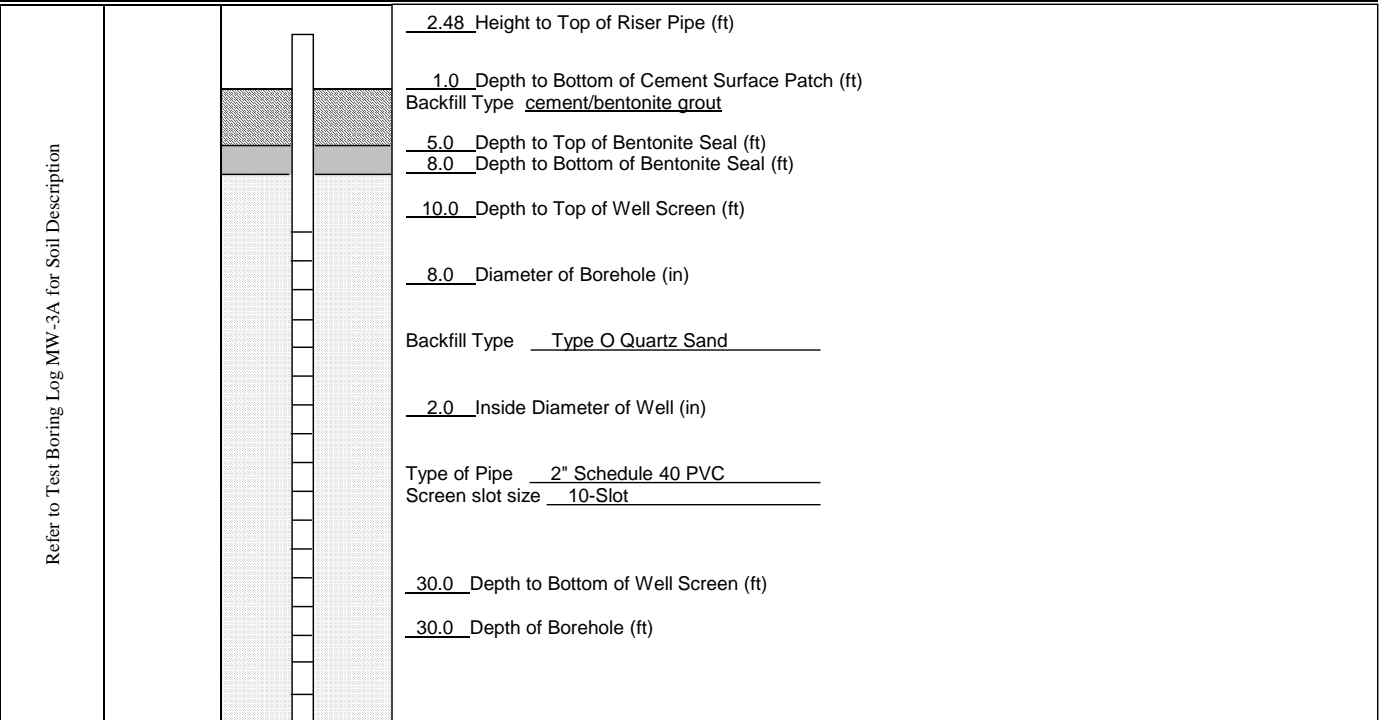 Refer to Test Boring Log MW-3A for Soil Description
2.48 Height to Top of Riser Pipe (ft)
1.0 Depth to Bottom of Cement Surface Patch (ft)
Backfill Type cement/bentonite grout
5.0 Depth to Top of Bentonite Seal (ft)
8.0 Depth to Bottom of Bentonite Seal (ft)
10.0 Depth to Top of Well Screen (ft)
8.0 Diameter of Borehole (in)
Backfill Type Type O Quartz Sand
2.0 Inside Diameter of Well (in)
Type of Pipe 2" Schedule 40 PVC
Screen slot size 10-Slot
30.0 Depth to Bottom of Well Screen (ft)
30.0 Depth of Borehole (ft)